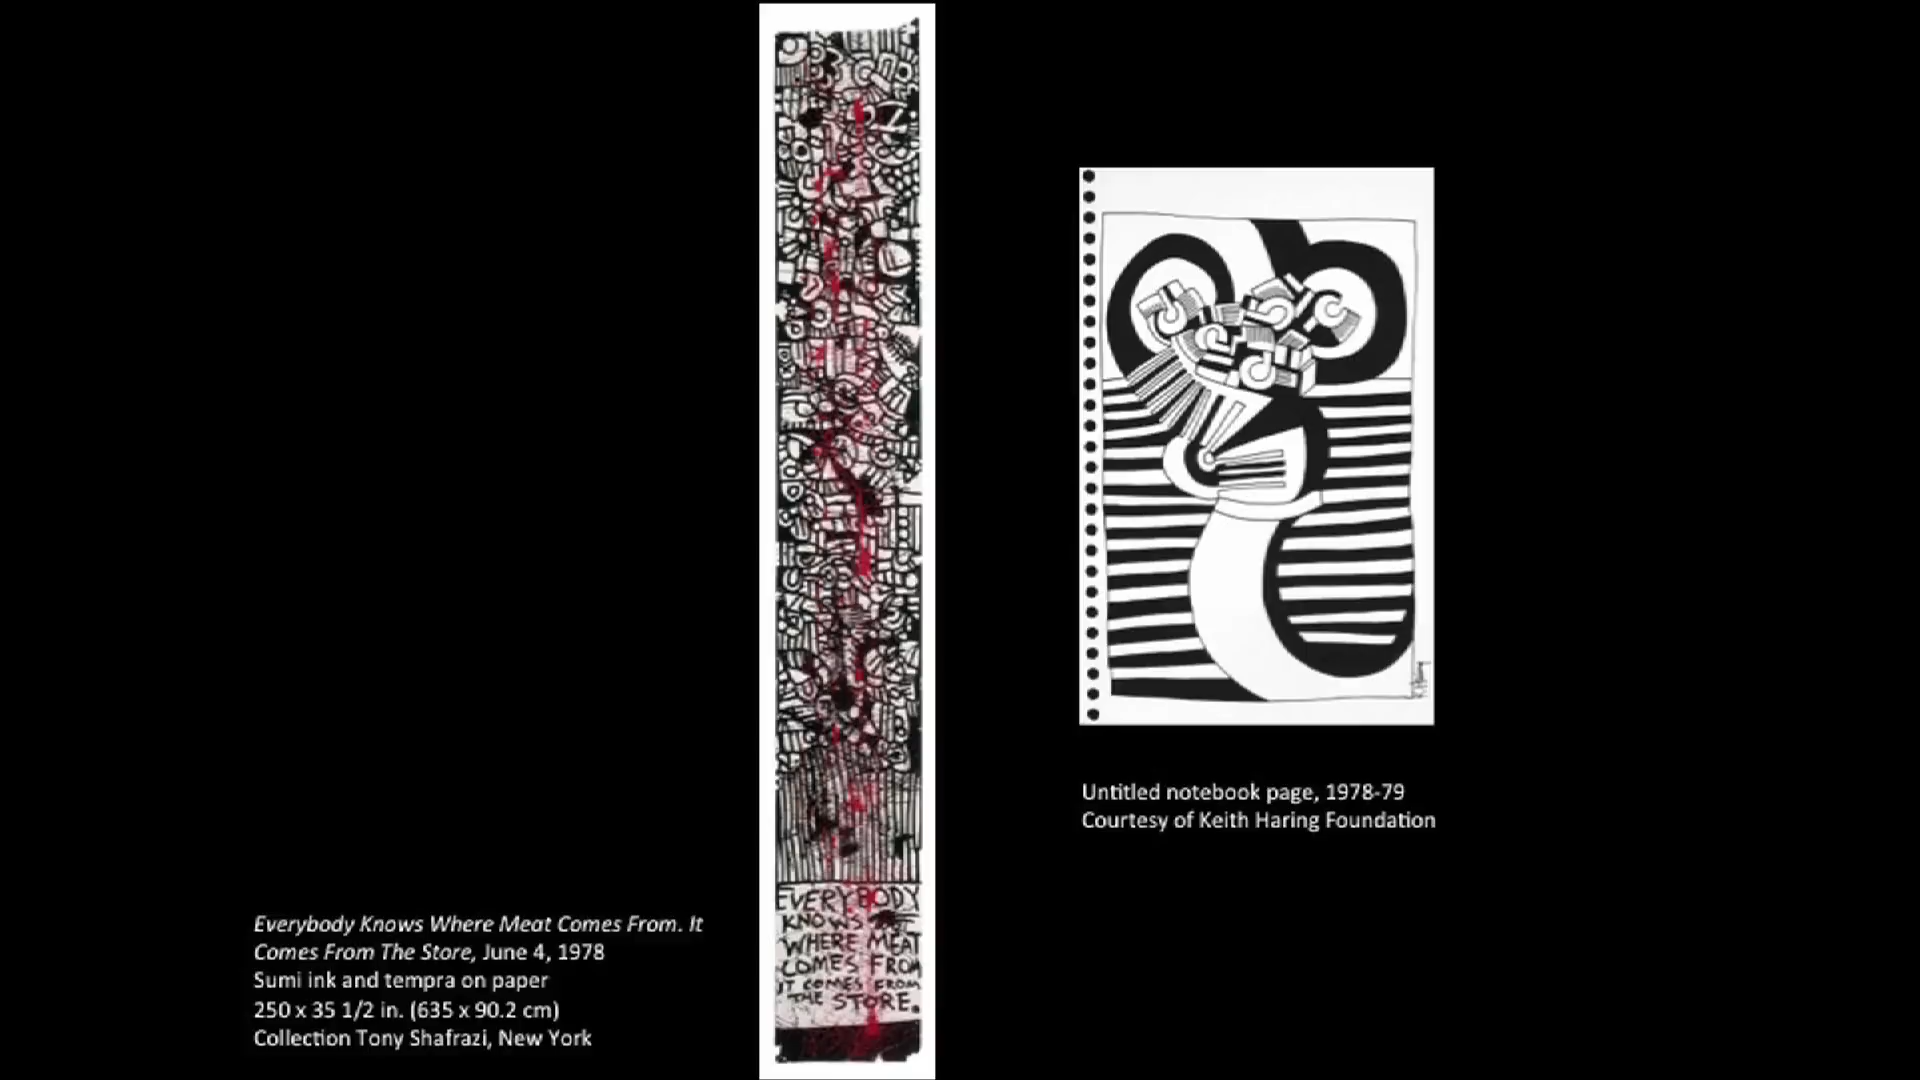 Everybody Knows Where Meat Comes From. It
Comes From The Store, June 4, 1978
Sumi ink and tempra on paper
250 x 35 1/2 in. (635 x 90.2 cm)
Collection Tony Shafrazi, New York
EVERYBODY
KNOWS
WHERE MEAT
COMES FROM
IT COMES FROM
THE STORE.
Untitled notebook page, 1978-79
Courtesy of Keith Haring Foundation